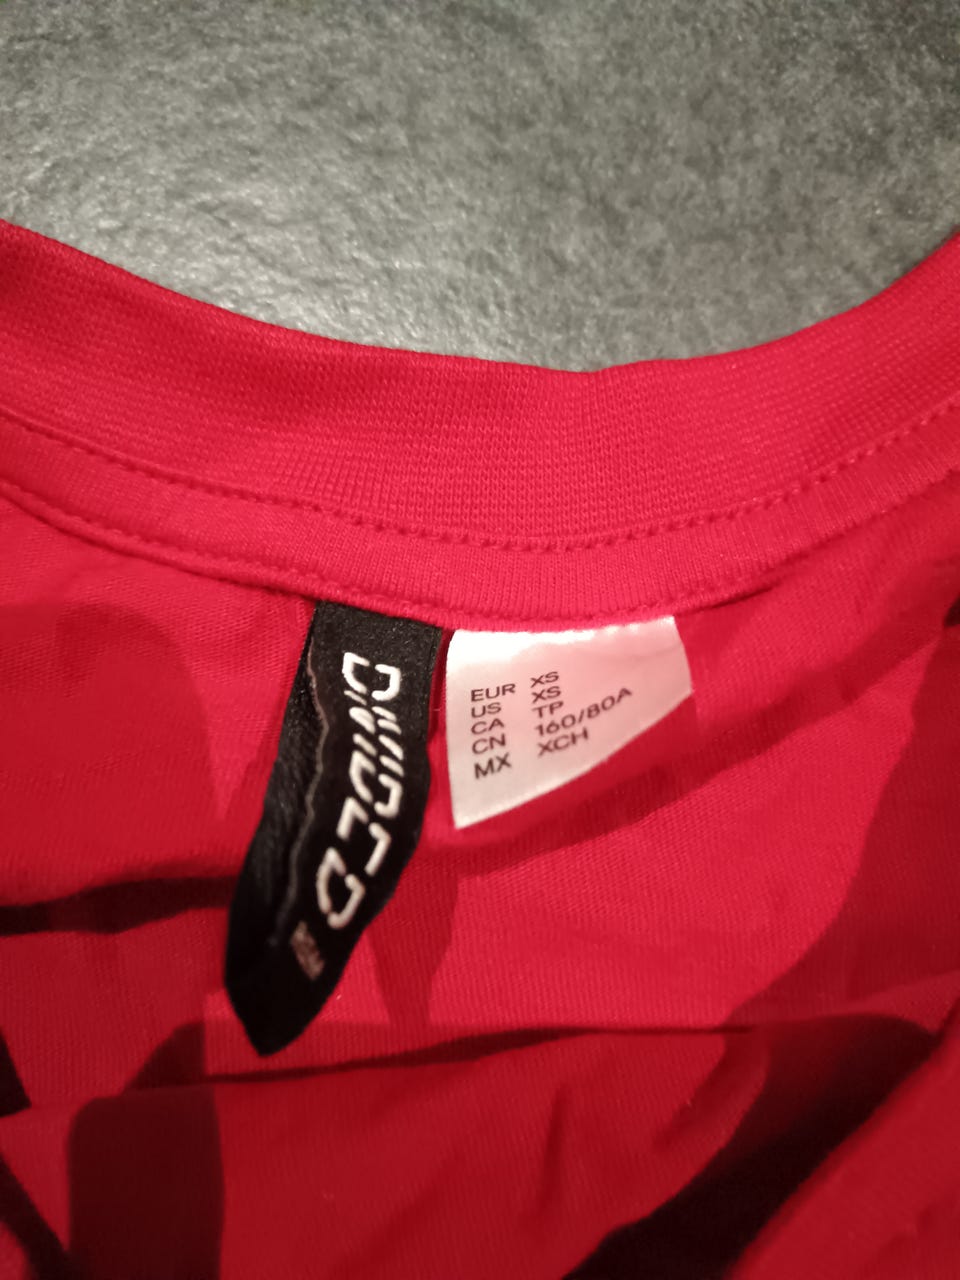 DIVIDED
EUR XS
US XS
CA TP
CN 160/80A
MX XCH